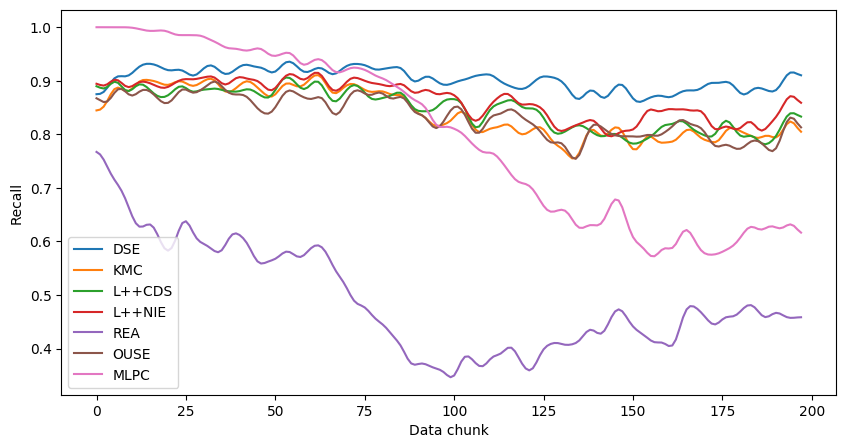 1.0
0.9
0.8
0.7
0.6
0.5
0.4
Recall
DSE
KMC
L++CDS
L++NIE
REA
OUSE
MLPC
0 25 50 75 100 125 150 175 200
Data chunk